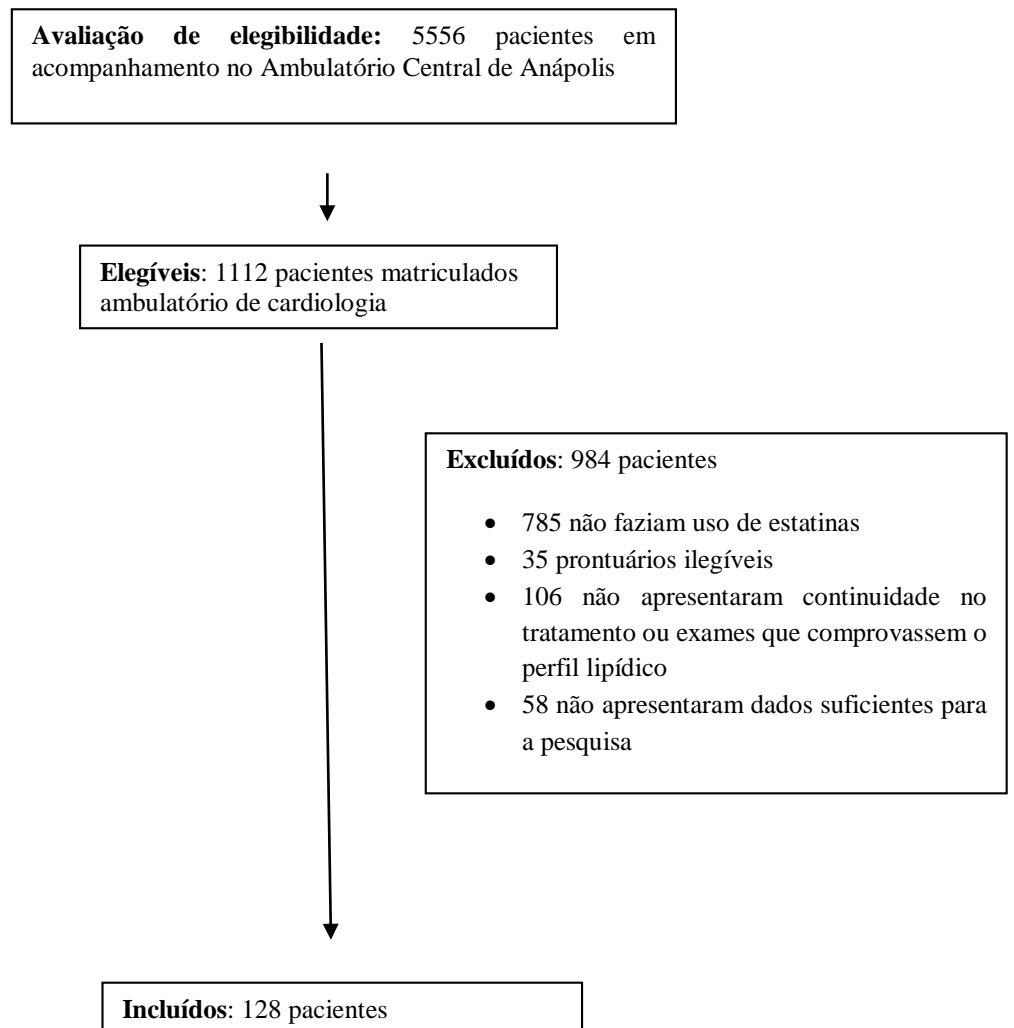 Avaliação de elegibilidade: 5556 pacientes em
acompanhamento no Ambulatório Central de Anápolis
Elegíveis: 1112 pacientes matriculados
ambulatório de cardiologia
Excluídos: 984 pacientes
• 785 não faziam uso de estatinas
• 35 prontuários ilegíveis
• 106 não apresentaram continuidade no
tratamento ou exames que comprovassem o
perfil lipídico
• 58 não apresentaram dados suficientes para
a pesquisa
Incluídos: 128 pacientes